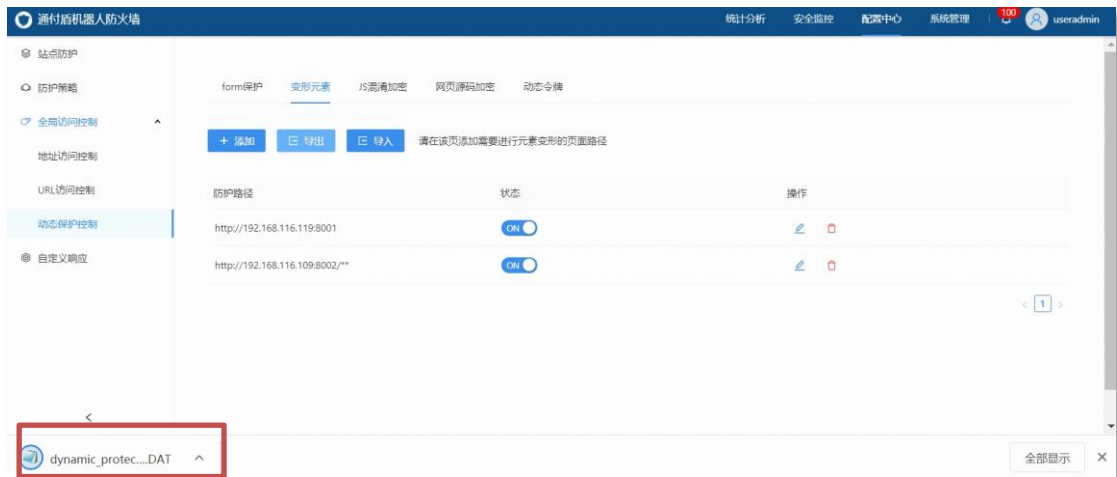 通付盾机器人防火墙
统计分析 安全监控 配置中心 系统管理 100 useradmin
站点防护
防护策略
全局访问控制
地址访问控制
URL访问控制
动态保护控制
自定义响应
form保护 变形元素 JS混淆加密 网页源码加密 动态令牌
+ 添加 导出 导入 请在该页添加需要进行元素变形的页面路径
防护路径 状态 操作
http://192.168.116.119:8001 ON
http://192.168.116.109:8002/** ON
< 1 >
<
dynamic_protec....DAT 全部显示 ×